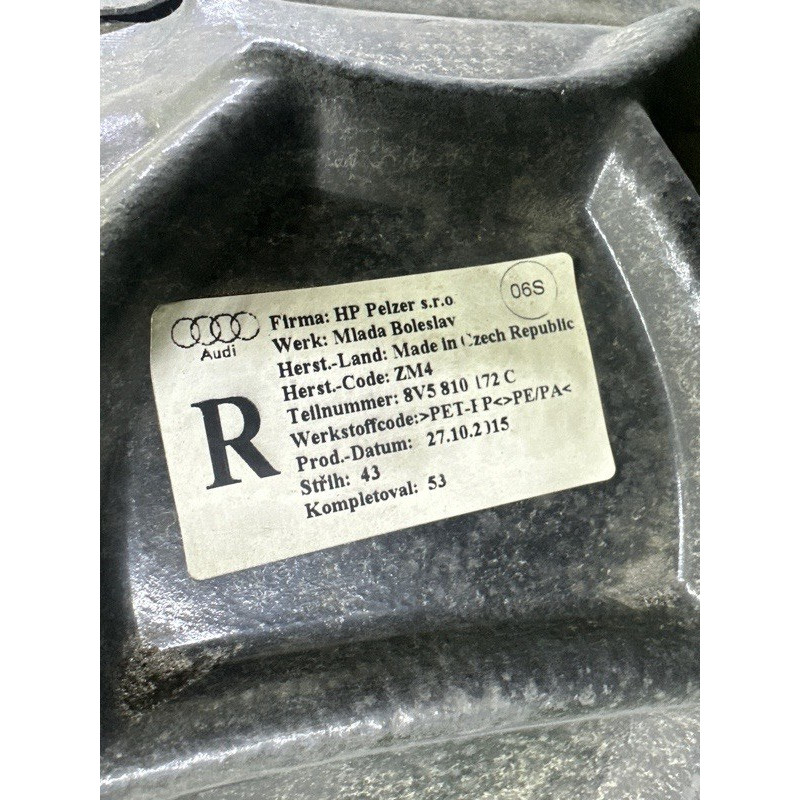 06S
Audi
R
Firma: HP Pelzer s.r.o
Werk: Mlada Boleslav
Herst.-Land: Made in Czech Republic
Herst.-Code: ZM4
Teilnummer: 8V5 810 172 C
Werkstoffcode:>PET-I P<>PE/PA<
Prod.-Datum: 27.10.2015
Střih: 43
Kompletoval: 53